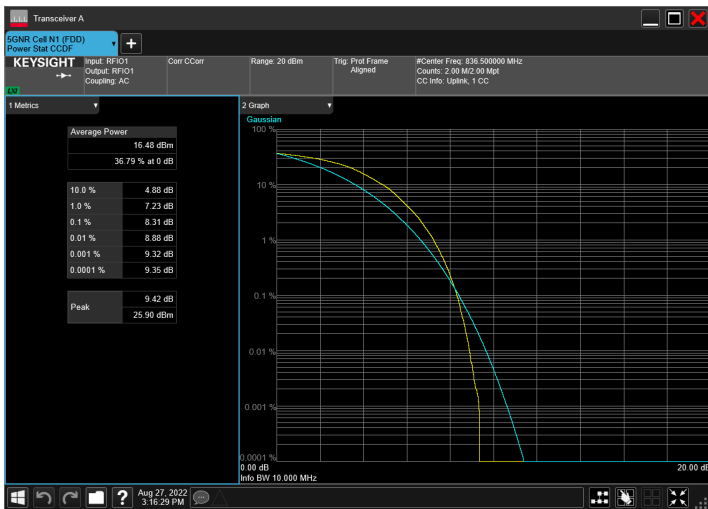 Transceiver A
5GNR Cell N1 (FDD)
Power Stat CCDF
KEYSIGHT
LXI
Input: RFIO1
Output: RFIO1
Coupling: AC
Corr CCorr
Range: 20 dBm
Trig: Prot Frame
Aligned
#Center Freq: 836.500000 MHz
Counts: 2.00 M/2.00 Mpt
CC Info: Uplink, 1 CC
1 Metrics
Average Power
16.48 dBm
36.79 % at 0 dB
10.0 % 4.88 dB
1.0 % 7.23 dB
0.1 % 8.31 dB
0.01 % 8.88 dB
0.001 % 9.32 dB
0.0001 % 9.35 dB
Peak
9.42 dB
25.90 dBm
2 Graph
Gaussian
100 %
10 %
1 %
0.1 %
0.01 %
0.001 %
0.0001 %
0.00 dB
20.00 dB
Info BW 10.000 MHz
?
Aug 27, 2022
3:16:29 PM